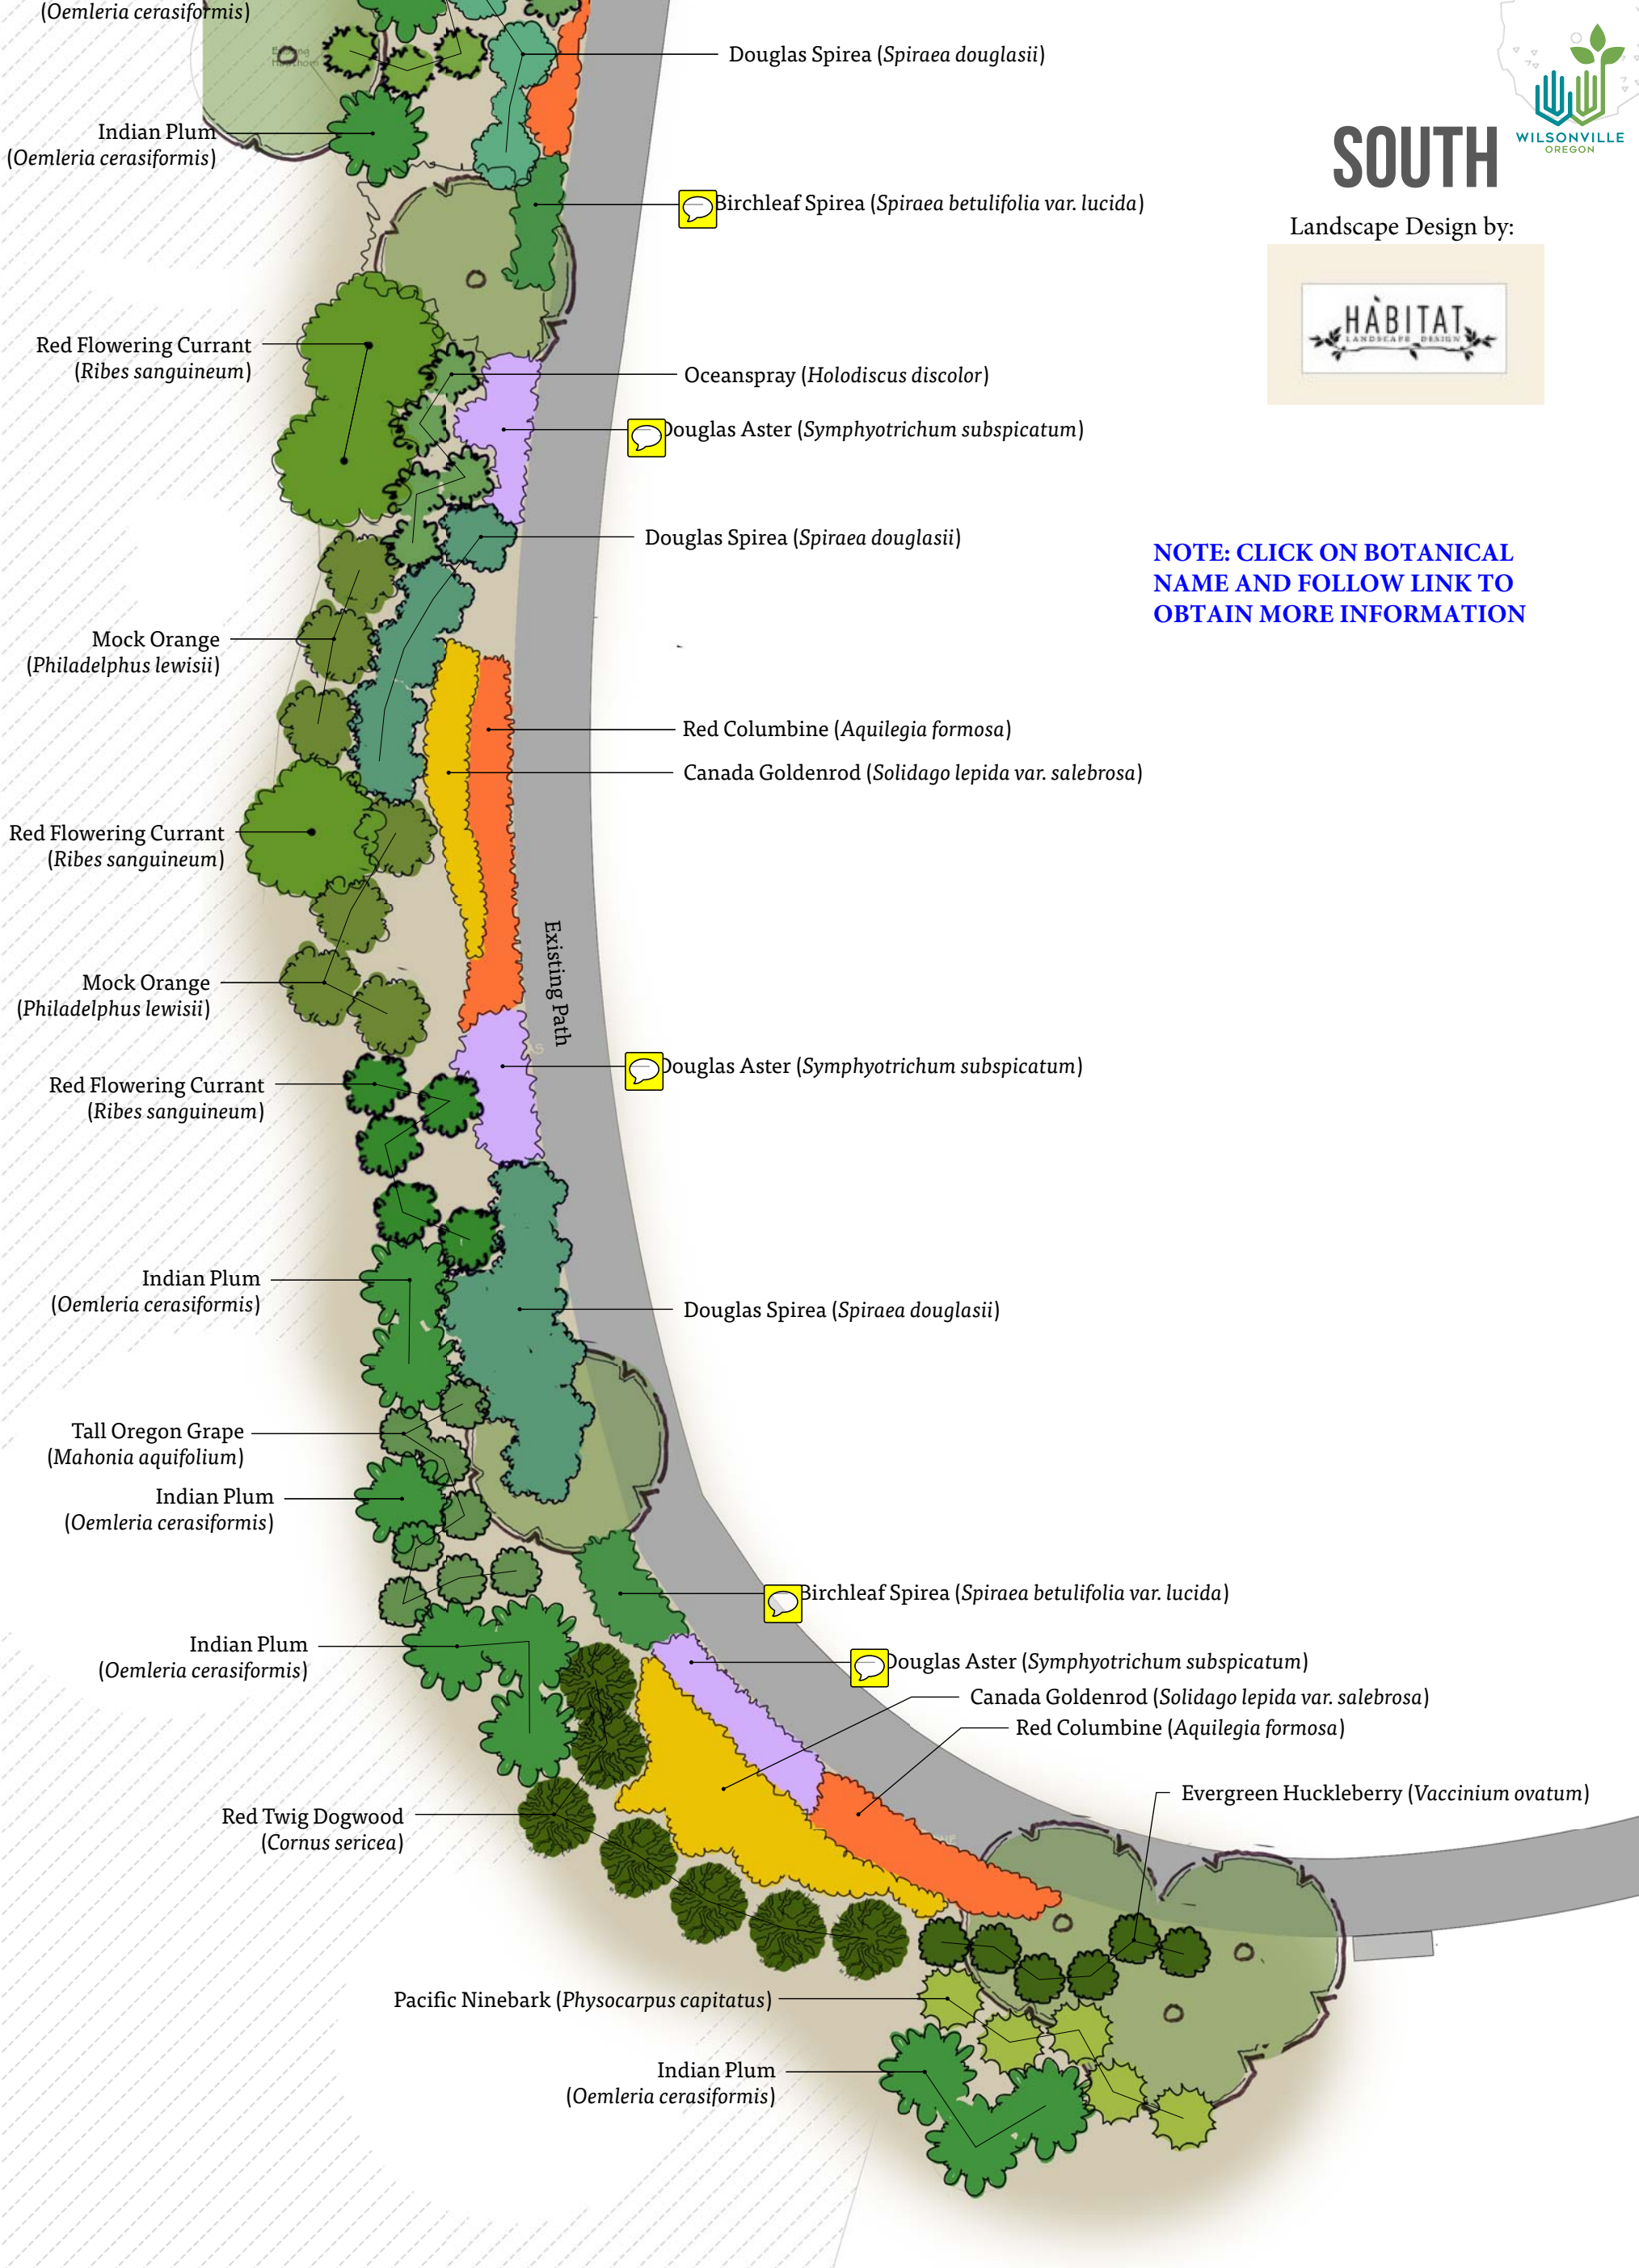 (Oemleria cerasiformis)
Douglas Spirea (Spiraea douglasii)
Indian Plum
(Oemleria cerasiformis)
WILSONVILLE
OREGON
SOUTH
Birchleaf Spirea (Spiraea betulifolia var. lucida)
Landscape Design by:
HÀBITAT
LANDSCAPE DESIGN
Red Flowering Currant
(Ribes sanguineum)
Oceanspray (Holodiscus discolor)
Douglas Aster (Symphyotrichum subspicatum)
Douglas Spirea (Spiraea douglasii)
NOTE: CLICK ON BOTANICAL
NAME AND FOLLOW LINK TO
OBTAIN MORE INFORMATION
Mock Orange
(Philadelphus lewisii)
Red Columbine (Aquilegia formosa)
Canada Goldenrod (Solidago lepida var. salebrosa)
Red Flowering Currant
(Ribes sanguineum)
Existing Path
Mock Orange
(Philadelphus lewisii)
Douglas Aster (Symphyotrichum subspicatum)
Red Flowering Currant
(Ribes sanguineum)
Indian Plum
(Oemleria cerasiformis)
Douglas Spirea (Spiraea douglasii)
Tall Oregon Grape
(Mahonia aquifolium)
Indian Plum
(Oemleria cerasiformis)
Birchleaf Spirea (Spiraea betulifolia var. lucida)
Indian Plum
(Oemleria cerasiformis)
Douglas Aster (Symphyotrichum subspicatum)
Canada Goldenrod (Solidago lepida var. salebrosa)
Red Columbine (Aquilegia formosa)
Evergreen Huckleberry (Vaccinium ovatum)
Red Twig Dogwood
(Cornus sericea)
Pacific Ninebark (Physocarpus capitatus)
Indian Plum
(Oemleria cerasiformis)